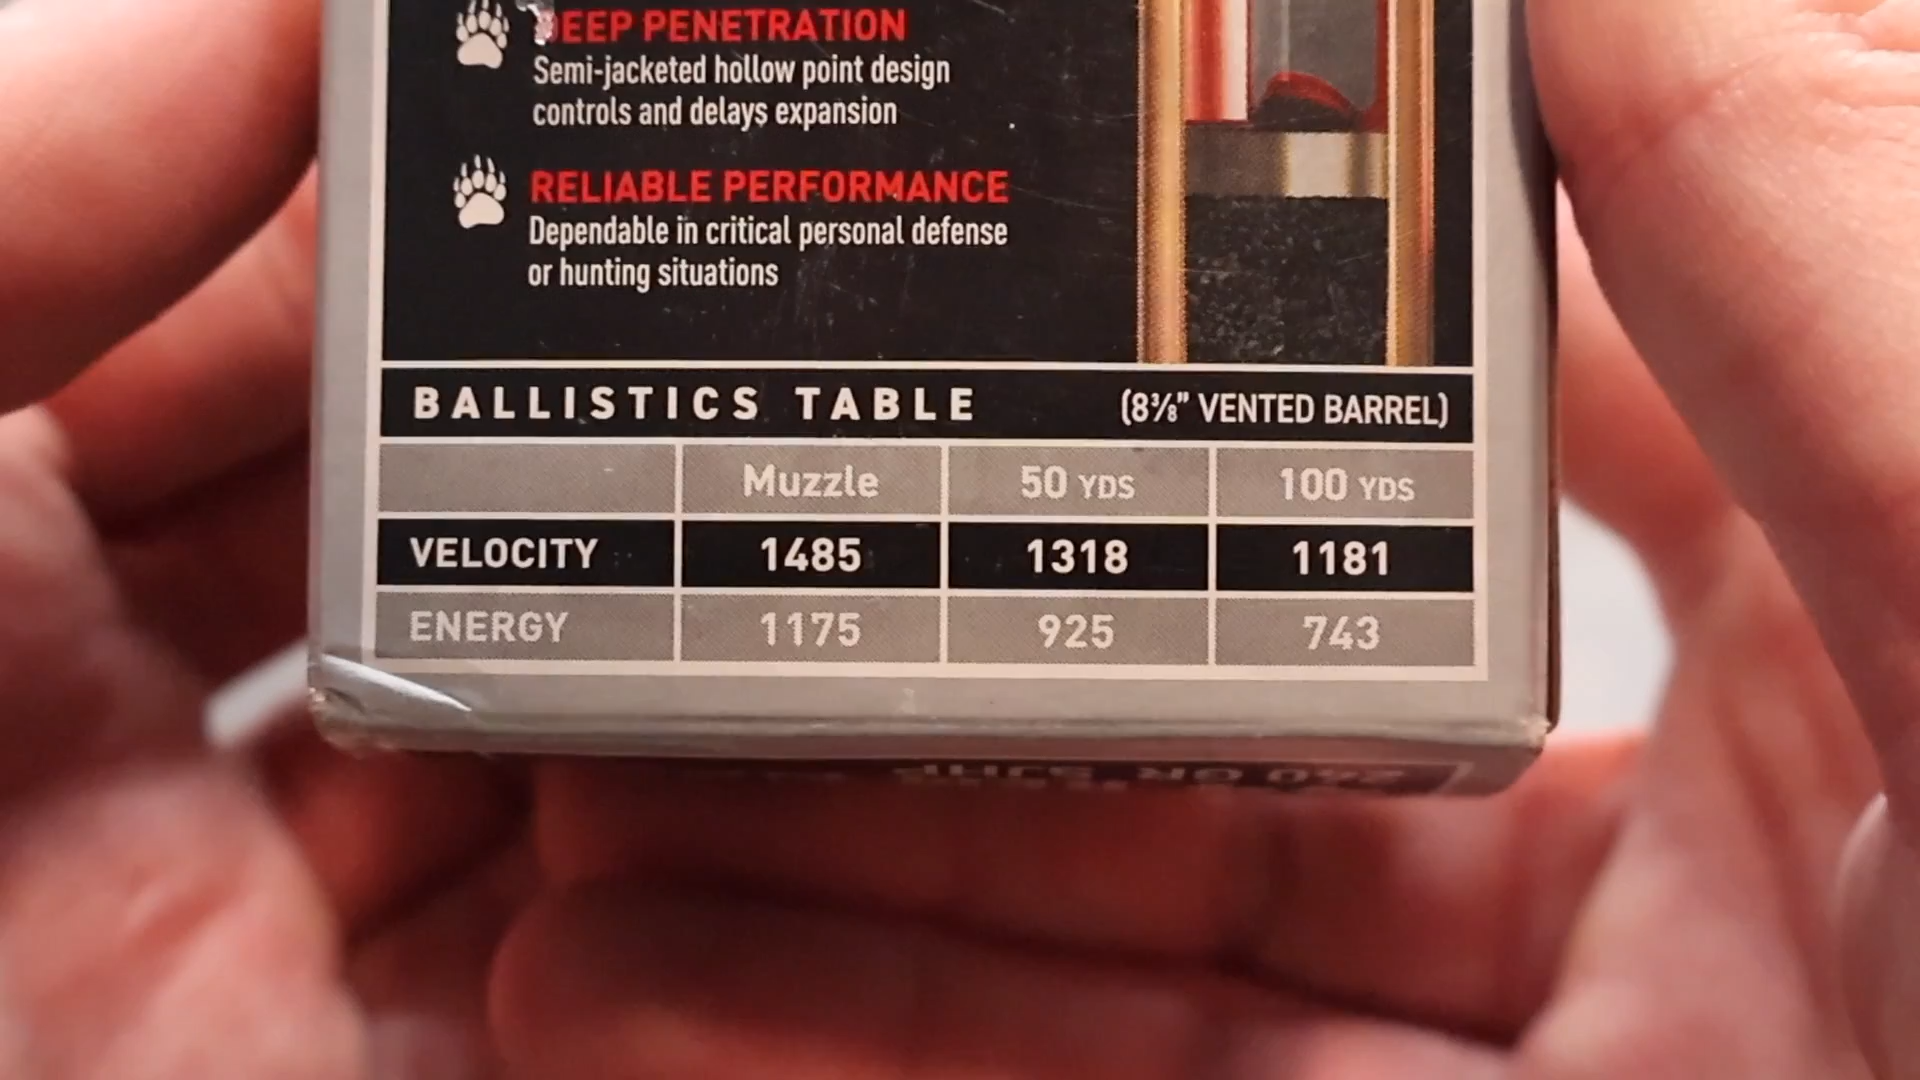 DEEP PENETRATION
Semi-jacketed hollow point design
controls and delays expansion
RELIABLE PERFORMANCE
Dependable in critical personal defense
or hunting situations
BALLISTICS TABLE (8⅜” VENTED BARREL)
Muzzle 50 YDS 100 YDS
VELOCITY 1485 1318 1181
ENERGY 1175 925 743